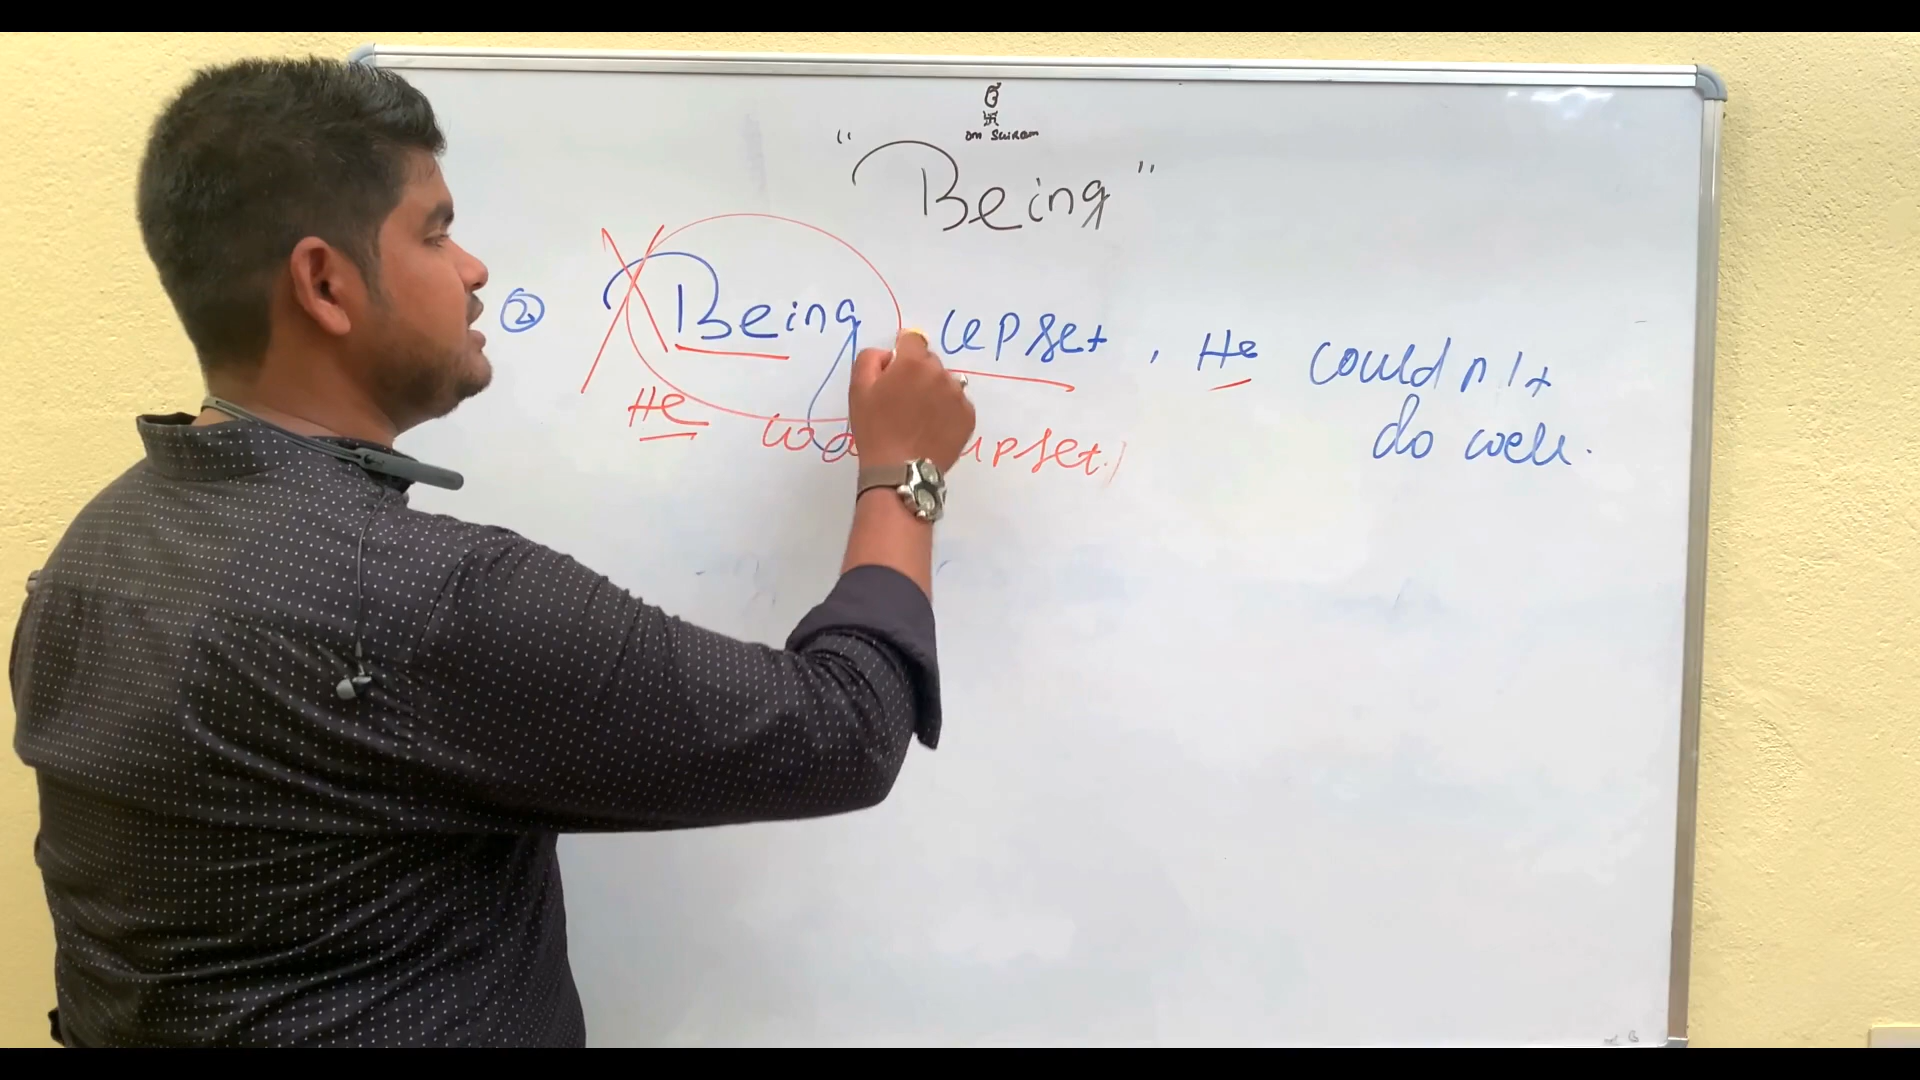 Om Sairam
"Being"
② Being upset, He couldn't
do well.
He upset.